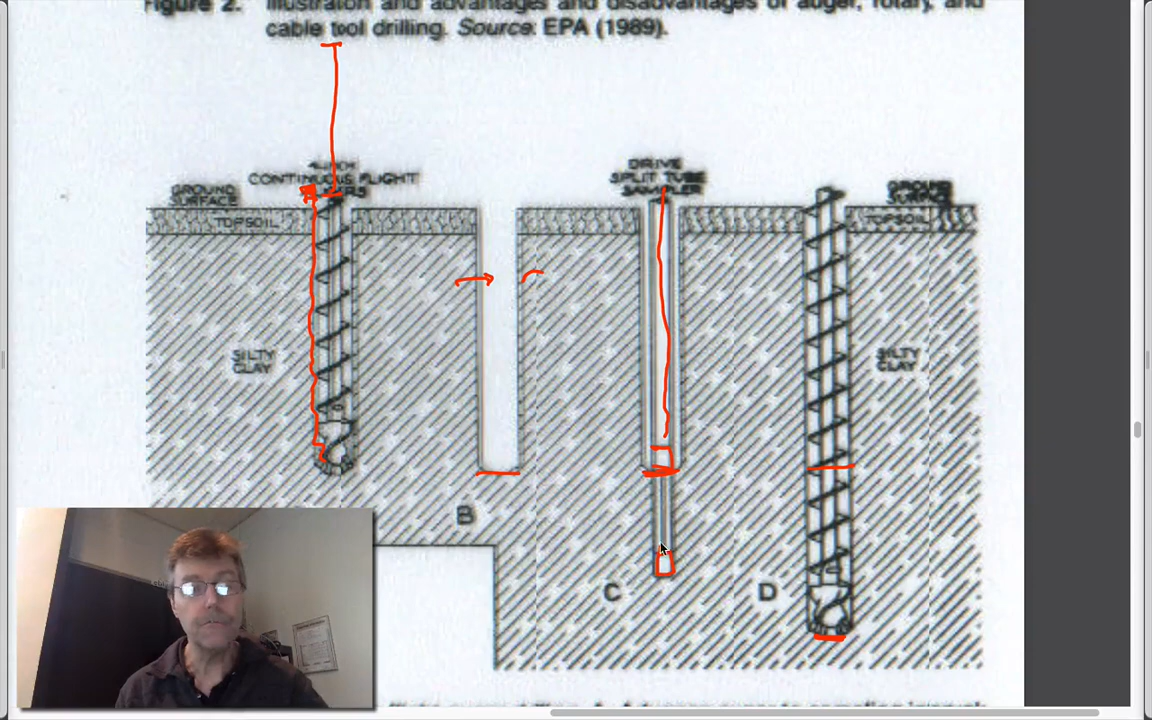 Figure 2. Illustration and advantages and disadvantages of auger, rotary, and
cable tool drilling. Source: EPA (1989).
CONTINUOUS FLIGHT
GROUND
SURFACE
TOPSOIL
SILTY
CLAY
B
DRIVE
SPLIT TUBE
SAMPLER
C
D
GROUND
SURFACE
TOPSOIL
SILTY
CLAY